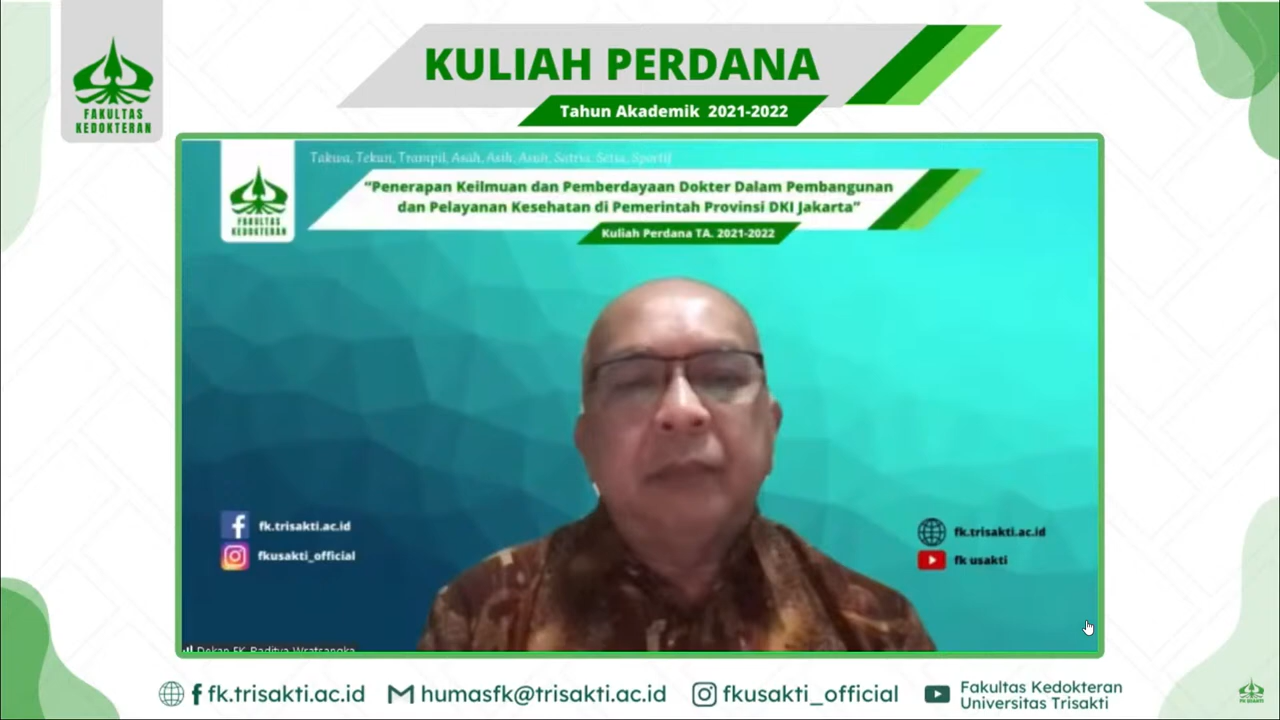 KULIAH PERDANA
Tahun Akademik 2021-2022
FAKULTAS
KEDOKTERAN
Takwa, Tekun, Trampil, Asah, Asih, Asuh, Satria, Setia, Sportif
“Penerapan Keilmuan dan Pemberdayaan Dokter Dalam Pembangunan
dan Pelayanan Kesehatan di Pemerintah Provinsi DKI Jakarta”
Kuliah Perdana TA. 2021-2022
FAKULTAS
KEDOKTERAN
fk.trisakti.ac.id
fkusakti_official
fk.trisakti.ac.id
fk usakti
Dekan FK_Raditya Wratsangka
fk.trisakti.ac.id
humasfk@trisakti.ac.id
fkusakti_official
Fakultas Kedokteran
Universitas Trisakti
FK USAKTI